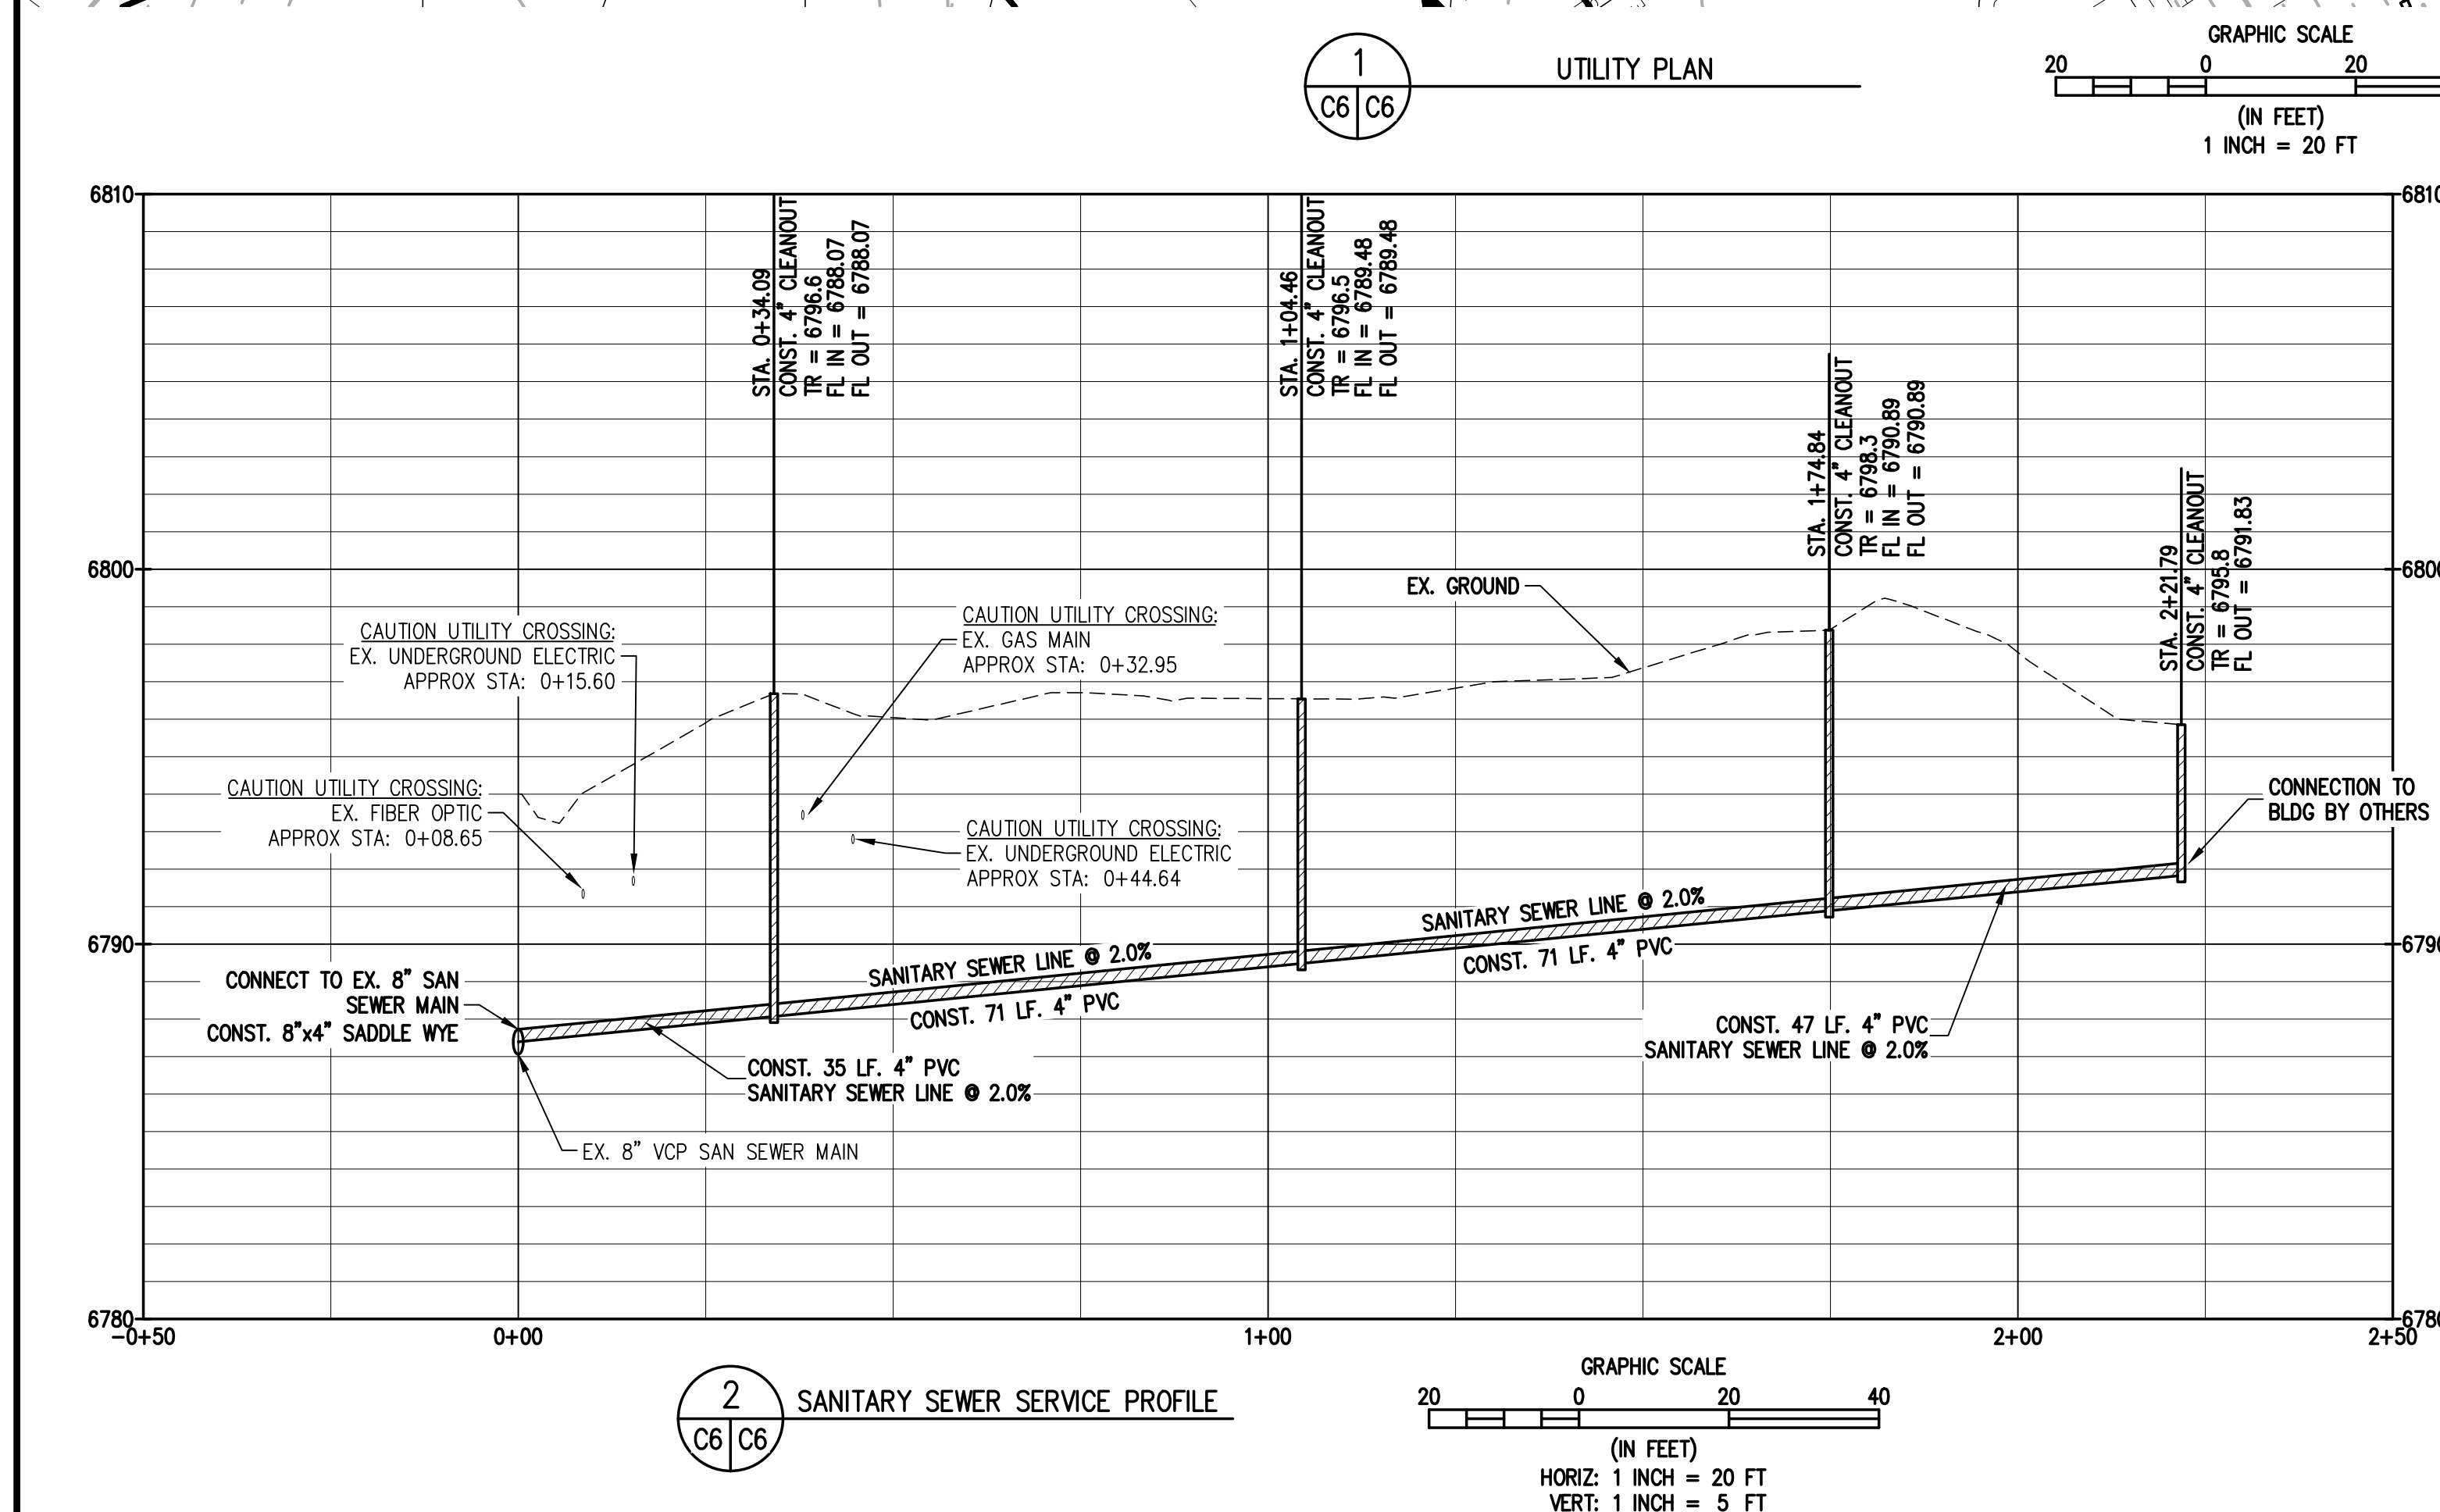 1
C6 C6
UTILITY PLAN
GRAPHIC SCALE
20 0 20
(IN FEET)
1 INCH = 20 FT
6810
6810
STA. 0+34.09
CONST. 4" CLEANOUT
TR = 6796.6
FL IN = 6788.07
FL OUT = 6788.07
STA. 1+04.46
CONST. 4" CLEANOUT
TR = 6796.5
FL IN = 6789.48
FL OUT = 6789.48
STA. 1+74.84
CONST. 4" CLEANOUT
TR = 6798.3
FL IN = 6790.89
FL OUT = 6790.89
STA. 2+21.79
CONST. 4" CLEANOUT
TR = 6795.8
FL OUT = 6791.83
6800
EX. GROUND
CAUTION UTILITY CROSSING:
EX. UNDERGROUND ELECTRIC
APPROX STA: 0+15.60
CAUTION UTILITY CROSSING:
EX. GAS MAIN
APPROX STA: 0+32.95
CAUTION UTILITY CROSSING:
EX. FIBER OPTIC
APPROX STA: 0+08.65
CAUTION UTILITY CROSSING:
EX. UNDERGROUND ELECTRIC
APPROX STA: 0+44.64
CONNECTION TO
BLDG BY OTHERS
6790
SANITARY SEWER LINE @ 2.0%
CONST. 71 LF. 4" PVC
SANITARY SEWER LINE @ 2.0%
CONST. 71 LF. 4" PVC
CONNECT TO EX. 8" SAN
SEWER MAIN
CONST. 8"x4" SADDLE WYE
CONST. 35 LF. 4" PVC
SANITARY SEWER LINE @ 2.0%
CONST. 47 LF. 4" PVC
SANITARY SEWER LINE @ 2.0%
EX. 8" VCP SAN SEWER MAIN
6780
-0+50 0+00 1+00 2+00 2+50
2
C6 C6
SANITARY SEWER SERVICE PROFILE
GRAPHIC SCALE
20 0 20 40
(IN FEET)
HORIZ: 1 INCH = 20 FT
VERT: 1 INCH = 5 FT